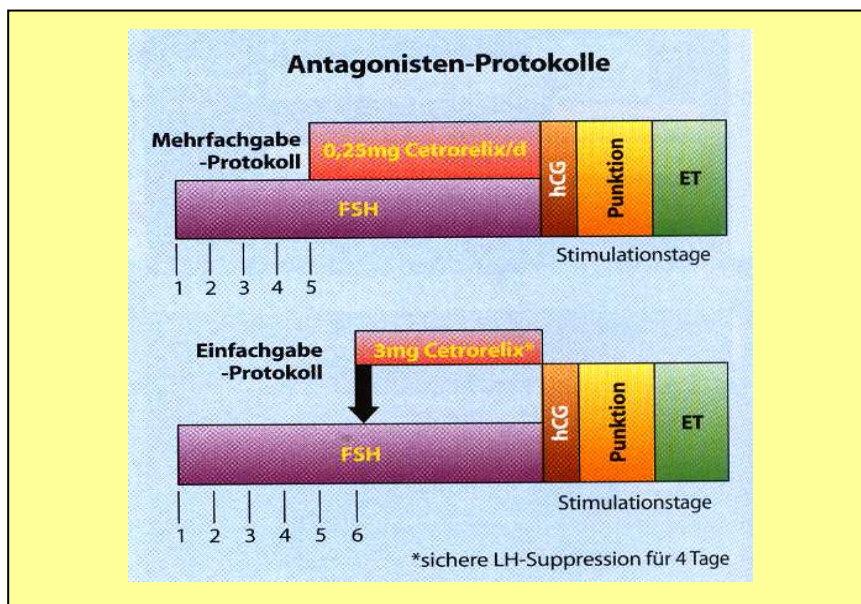 Antagonisten-Protokolle
Mehrfachgabe
-Protokoll
0,25mg Cetrorelix/d
FSH
hCG
Punktion
ET
Stimulationstage
1 2 3 4 5
Einfachgabe
-Protokoll
3mg Cetrorelix*
FSH
hCG
Punktion
ET
Stimulationstage
1 2 3 4 5 6
*sichere LH-Suppression für 4 Tage